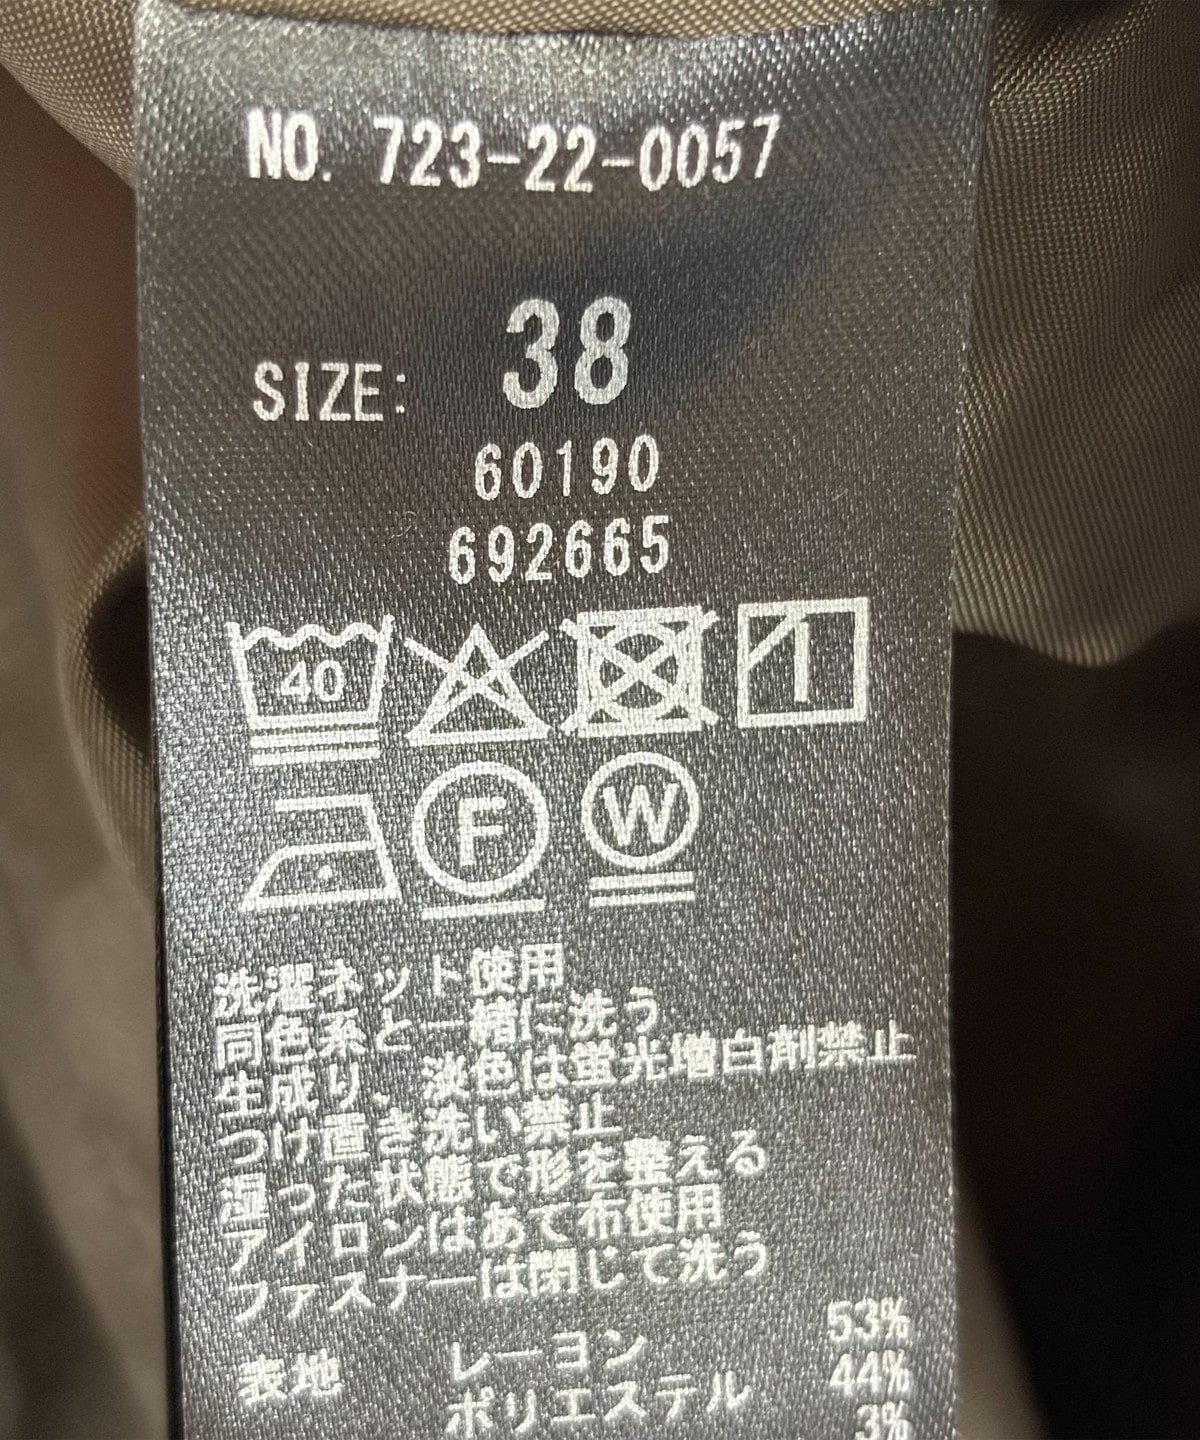 NO. 723-22-0057
SIZE: 38
60190
692665
40
F
W
洗濯ネット使用
同色系と一緒に洗う
生成り、淡色は蛍光増白剤禁止
つけ置き洗い禁止
湿った状態で形を整える
アイロンはあて布使用
ファスナーは閉じて洗う
表地 レーヨン 53%
ポリエステル 44%
3%